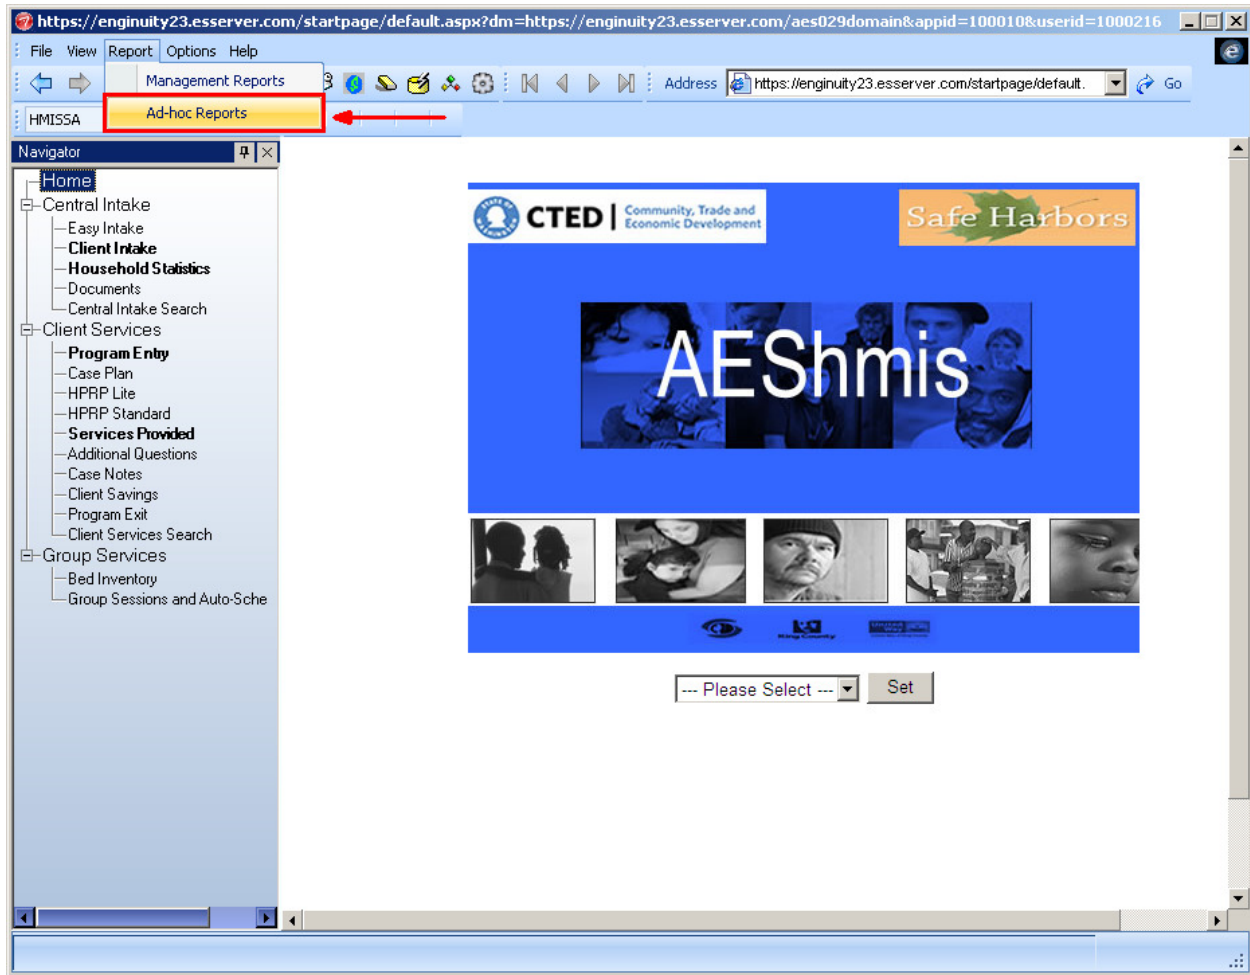 https://enginuity23.esserver.com/startpage/default.aspx?dm=https://enginuity23.esserver.com/aes029domain&appid=100010&userid=1000216
File View Report Options Help
Management Reports
Address https://enginuity23.esserver.com/startpage/default. Go
Ad-hoc Reports
HMISSA
Navigator
Home
Central Intake
Easy Intake
Client Intake
Household Statistics
Documents
Central Intake Search
Client Services
Program Entry
Case Plan
HPRP Lite
HPRP Standard
Services Provided
Additional Questions
Case Notes
Client Savings
Program Exit
Client Services Search
Group Services
Bed Inventory
Group Sessions and Auto-Sche
CTED
Community, Trade and
Economic Development
Safe Harbors
AEShmis
King County
--- Please Select ---
Set